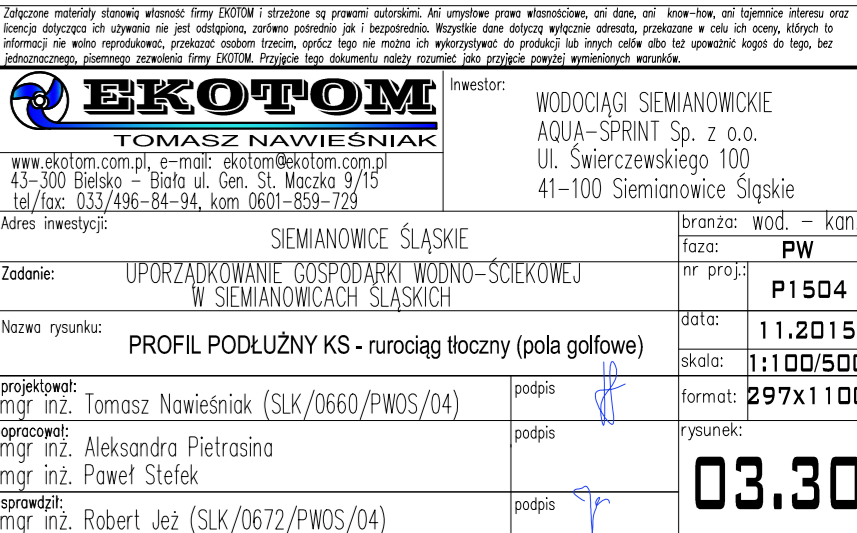 Załączone materiały stanowią własność firmy EKOTOM i strzeżone są prawami autorskimi. Ani umysłowe prawa własnościowe, ani dane, ani know-how, ani tajemnice interesu oraz
licencja dotycząca ich używania nie jest odstąpiona, zarówno pośrednio jak i bezpośrednio. Wszystkie dane dotyczą wyłącznie adresata, przekazane w celu ich oceny, których to
informacji nie wolno reprodukować, przekazać osobom trzecim, oprócz tego nie można ich wykorzystywać do produkcji lub innych celów albo też upoważnić kogoś do tego, bez
jednoznacznego, pisemnego zezwolenia firmy EKOTOM. Przyjęcie tego dokumentu należy rozumieć jako przyjęcie powyżej wymienionych warunków.
EKOTOM
TOMASZ NAWIEŚNIAK
www.ekotom.com.pl, e-mail: ekotom@ekotom.com.pl
43-300 Bielsko - Biała ul. Gen. St. Maczka 9/15
tel/fax: 033/496-84-94, kom 0601-859-729
Inwestor:
WODOCIĄGI SIEMIANOWICKIE
AQUA-SPRINT Sp. z o.o.
Ul. Świerczewskiego 100
41-100 Siemianowice Śląskie
Adres inwestycji:
SIEMIANOWICE ŚLĄSKIE
branża: wod. - kan.
faza: PW
Zadanie: UPORZĄDKOWANIE GOSPODARKI WODNO-ŚCIEKOWEJ
W SIEMIANOWICACH ŚLĄSKICH
nr proj.: P1504
Nazwa rysunku:
PROFIL PODŁUŻNY KS - rurociąg tłoczny (pola golfowe)
data: 11.2015
skala: 1:100/500
projektował:
mgr inż. Tomasz Nawieśniak (SLK/0660/PWOS/04)
podpis
format: 297x1100
opracował:
mgr inż. Aleksandra Pietrasina
mgr inż. Paweł Stefek
podpis
rysunek:
03.30
sprawdził:
mgr inż. Robert Jeż (SLK/0672/PWOS/04)
podpis